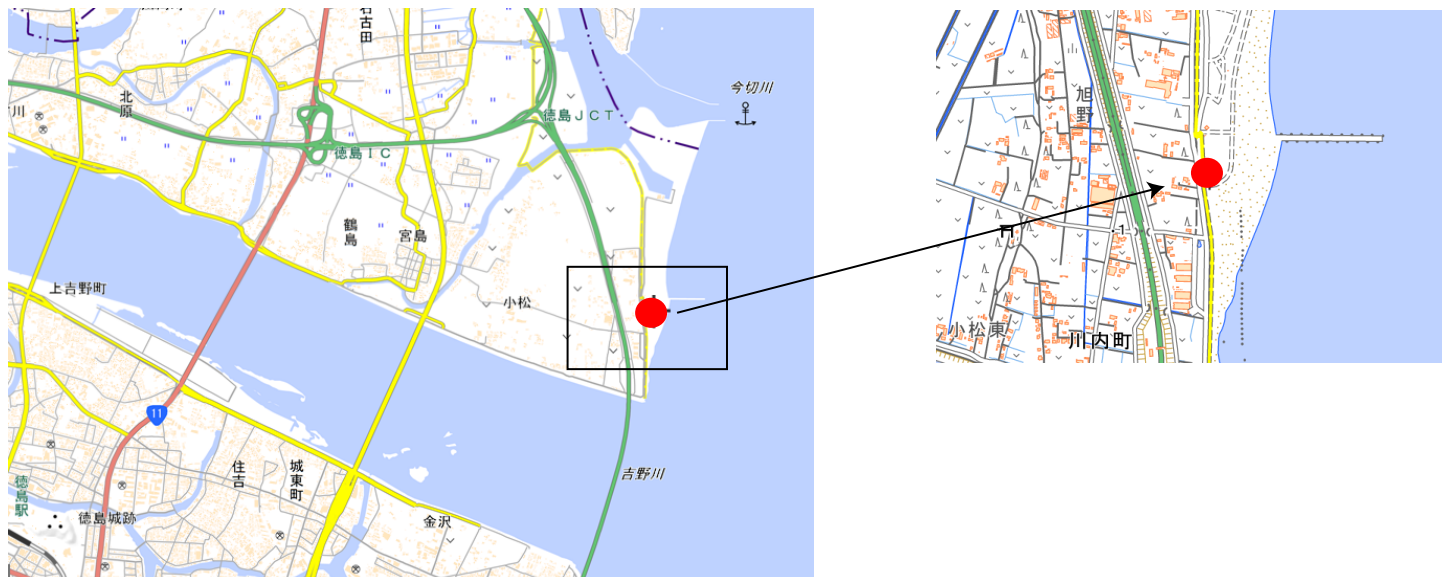 今切川
徳島JCT
北原
川
徳島IC
鶴島
宮島
上吉野町
小松
11
吉野川
住吉
城東町
徳島駅
徳島城跡
金沢
旭野
-1
小松東
川内町